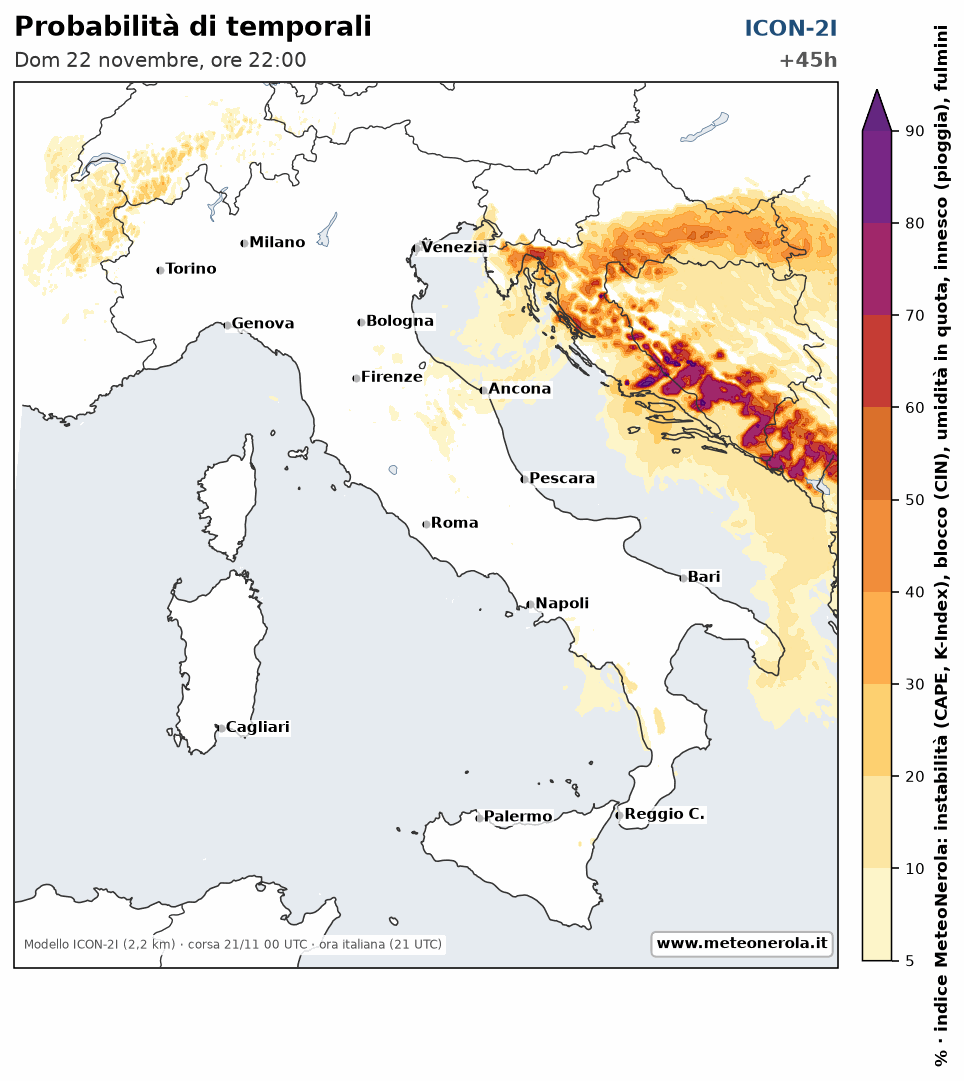 Probabilità di temporali
ICON-2I
Dom 22 novembre, ore 22:00
+45h
Milano
Venezia
Torino
Genova
Bologna
Firenze
Ancona
Pescara
Roma
Bari
Napoli
Cagliari
Palermo
Reggio C.
Modello ICON-2I (2,2 km) · corsa 21/11 00 UTC · ora italiana (21 UTC)
www.meteonerola.it
90
80
70
60
50
40
30
20
10
5
% · indice MeteoNerola: instabilità (CAPE, K-Index), blocco (CIN), umidità in quota, innesco (pioggia), fulmini